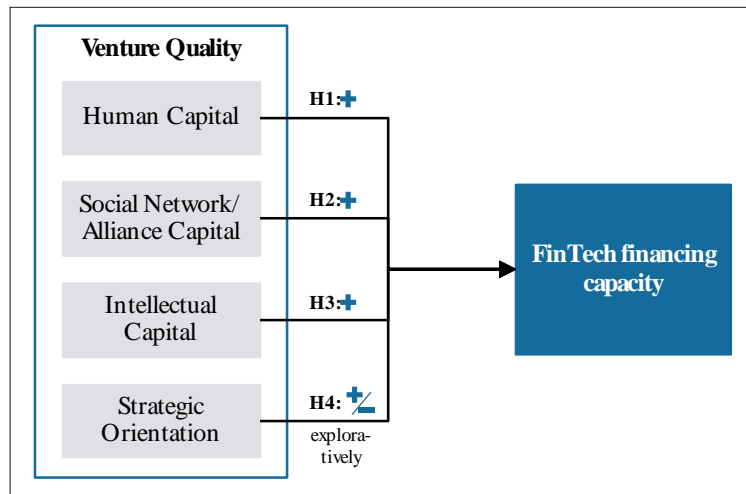 Venture Quality
Human Capital
H1:+
Social Network/
Alliance Capital
H2:+
FinTech financing
capacity
Intellectual
Capital
H3:+
Strategic
Orientation
H4: +/-
explora-
tively